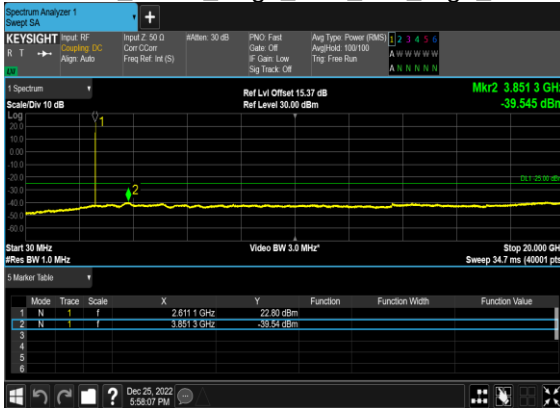 Spectrum Analyzer 1
Swept SA
+
KEYSIGHT Input: RF Input Z: 50 Ω #Atten: 30 dB PNO: Fast Avg Type: Power (RMS) 1 2 3 4 5 6
R T Coupling: DC Corr CCorr Gate: Off Avg|Hold: 100/100 A W W W W W
Align: Auto Freq Ref: Int (S) IF Gain: Low Trig: Free Run
Sig Track: Off A N N N N N
1 Spectrum Ref Lvl Offset 15.37 dB Mkr2 3.851 3 GHz
Scale/Div 10 dB Ref Level 30.00 dBm -39.545 dBm
Log
20.0
10.0
0.00
-10.0
-20.0
-30.0
-40.0
-50.0
-60.0
1
2
Start 30 MHz Video BW 3.0 MHz* Stop 20.000 GH
#Res BW 1.0 MHz Sweep 34.7 ms (40001 pts
5 Marker Table
Mode Trace Scale X Y Function Function Width Function Value
1 N 1 f 2.611 1 GHz 22.80 dBm
2 N 1 f 3.851 3 GHz -39.54 dBm
3
4
5
6
? Dec 25, 2022
5:58:07 PM